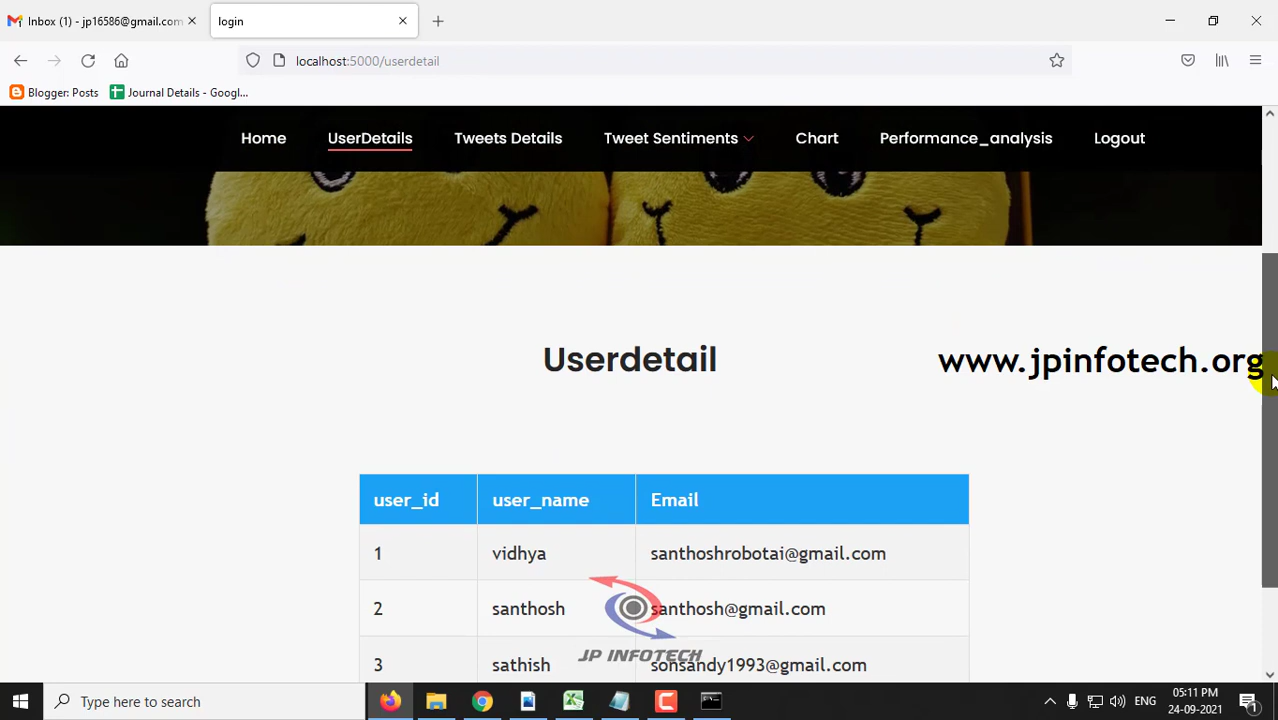 Inbox (1) - jp16586@gmail.com
login
localhost:5000/userdetail
Blogger: Posts
Journal Details - Googl...
Home
UserDetails
Tweets Details
Tweet Sentiments
Chart
Performance_analysis
Logout
Userdetail
www.jpinfotech.org
user_id user_name Email
1 vidhya santhoshrobotai@gmail.com
2 santhosh santhosh@gmail.com
3 sathish sonsandy1993@gmail.com
JP INFOTECH
Type here to search
ENG
05:11 PM
24-09-2021
1